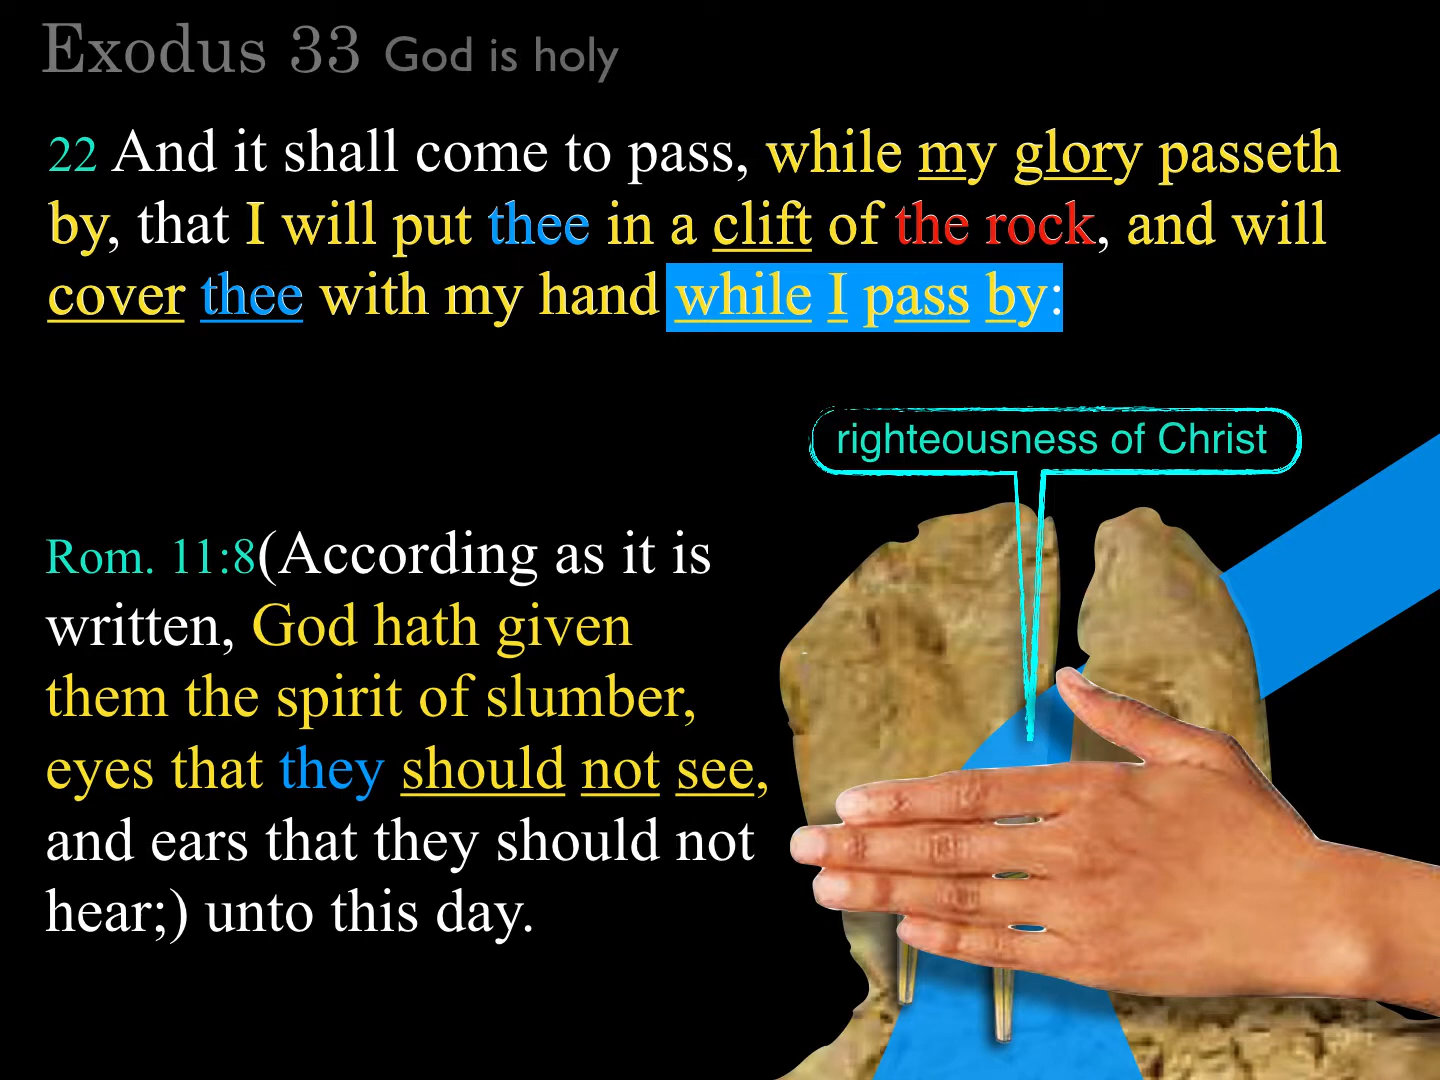 Exodus 33 God is holy
22 And it shall come to pass, while my glory passeth
by, that I will put thee in a clift of the rock, and will
cover thee with my hand while I pass by:
righteousness of Christ
Rom. 11:8(According as it is
written, God hath given
them the spirit of slumber,
eyes that they should not see,
and ears that they should not
hear;) unto this day.